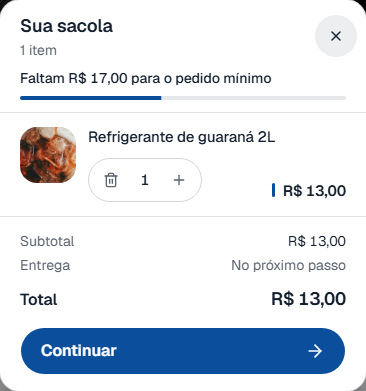 Sua sacola
1 item
Faltam R$ 17,00 para o pedido mínimo
Refrigerante de guaraná 2L
1
R$ 13,00
Subtotal R$ 13,00
Entrega No próximo passo
Total R$ 13,00
Continuar